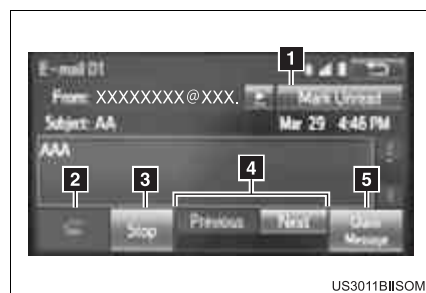 1
E-mail 01
From: XXXXXXXX@XXX. Mark Unread
Subject: AA Mar 29 4:46 PM
AAA
2 3 4 5
Stop Previous Next Quick Message
US3011BIISOM